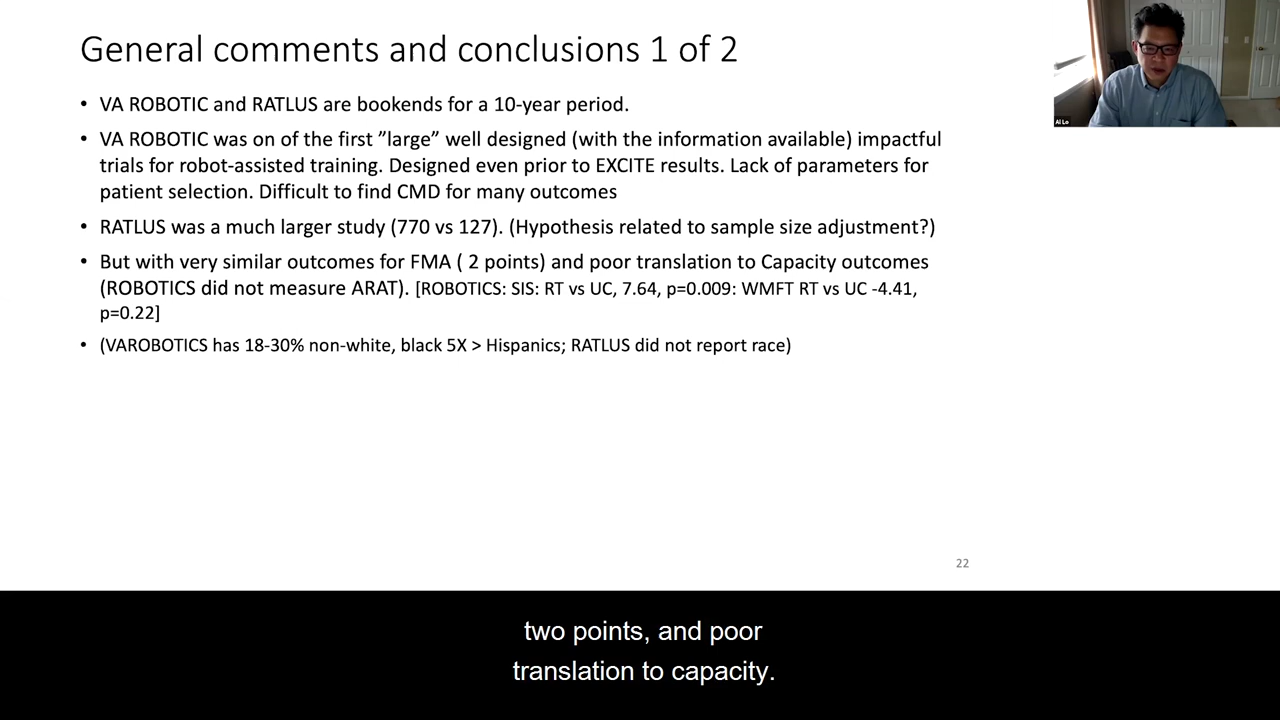 General comments and conclusions 1 of 2
• VA ROBOTIC and RATLUS are bookends for a 10-year period.
• VA ROBOTIC was on of the first ”large” well designed (with the information available) impactful
trials for robot-assisted training. Designed even prior to EXCITE results. Lack of parameters for
patient selection. Difficult to find CMD for many outcomes
• RATLUS was a much larger study (770 vs 127). (Hypothesis related to sample size adjustment?)
• But with very similar outcomes for FMA ( 2 points) and poor translation to Capacity outcomes
(ROBOTICS did not measure ARAT). [ROBOTICS: SIS: RT vs UC, 7.64, p=0.009: WMFT RT vs UC -4.41,
p=0.22]
• (VAROBOTICS has 18-30% non-white, black 5X > Hispanics; RATLUS did not report race)
Al Lo
22
two points, and poor
translation to capacity.